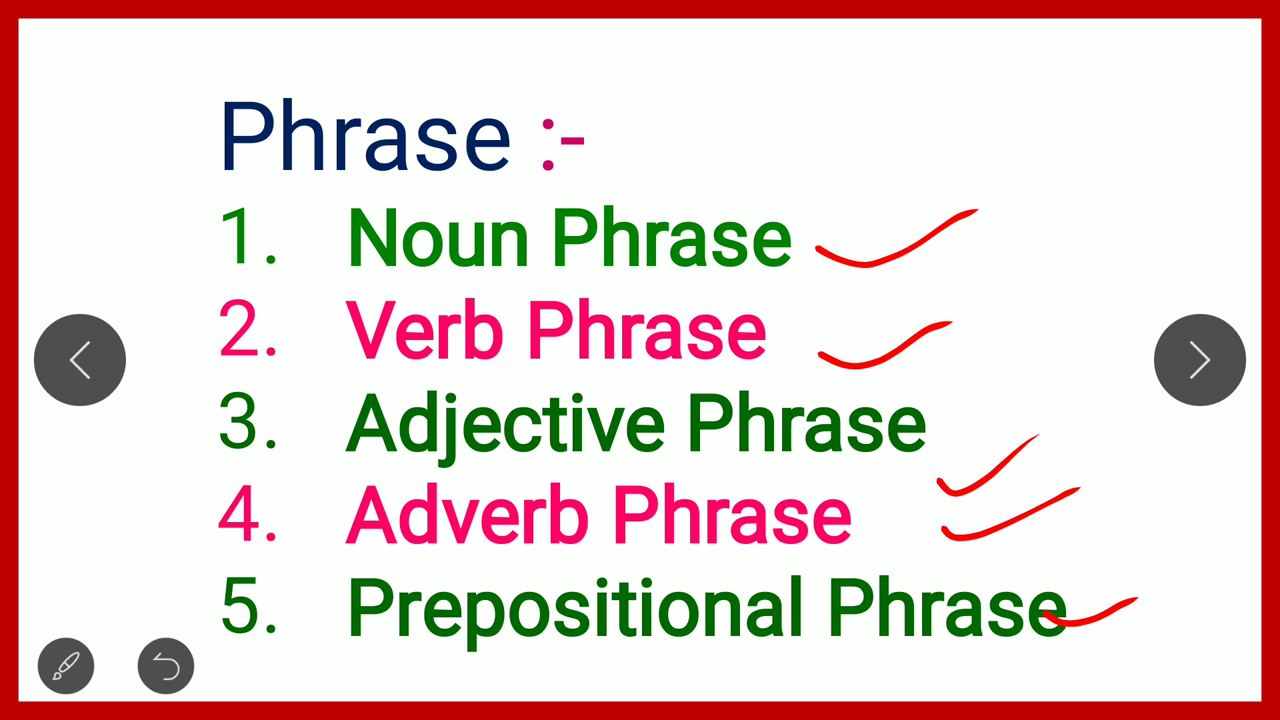 Phrase :-
1. Noun Phrase
2. Verb Phrase
3. Adjective Phrase
4. Adverb Phrase
5. Prepositional Phrase